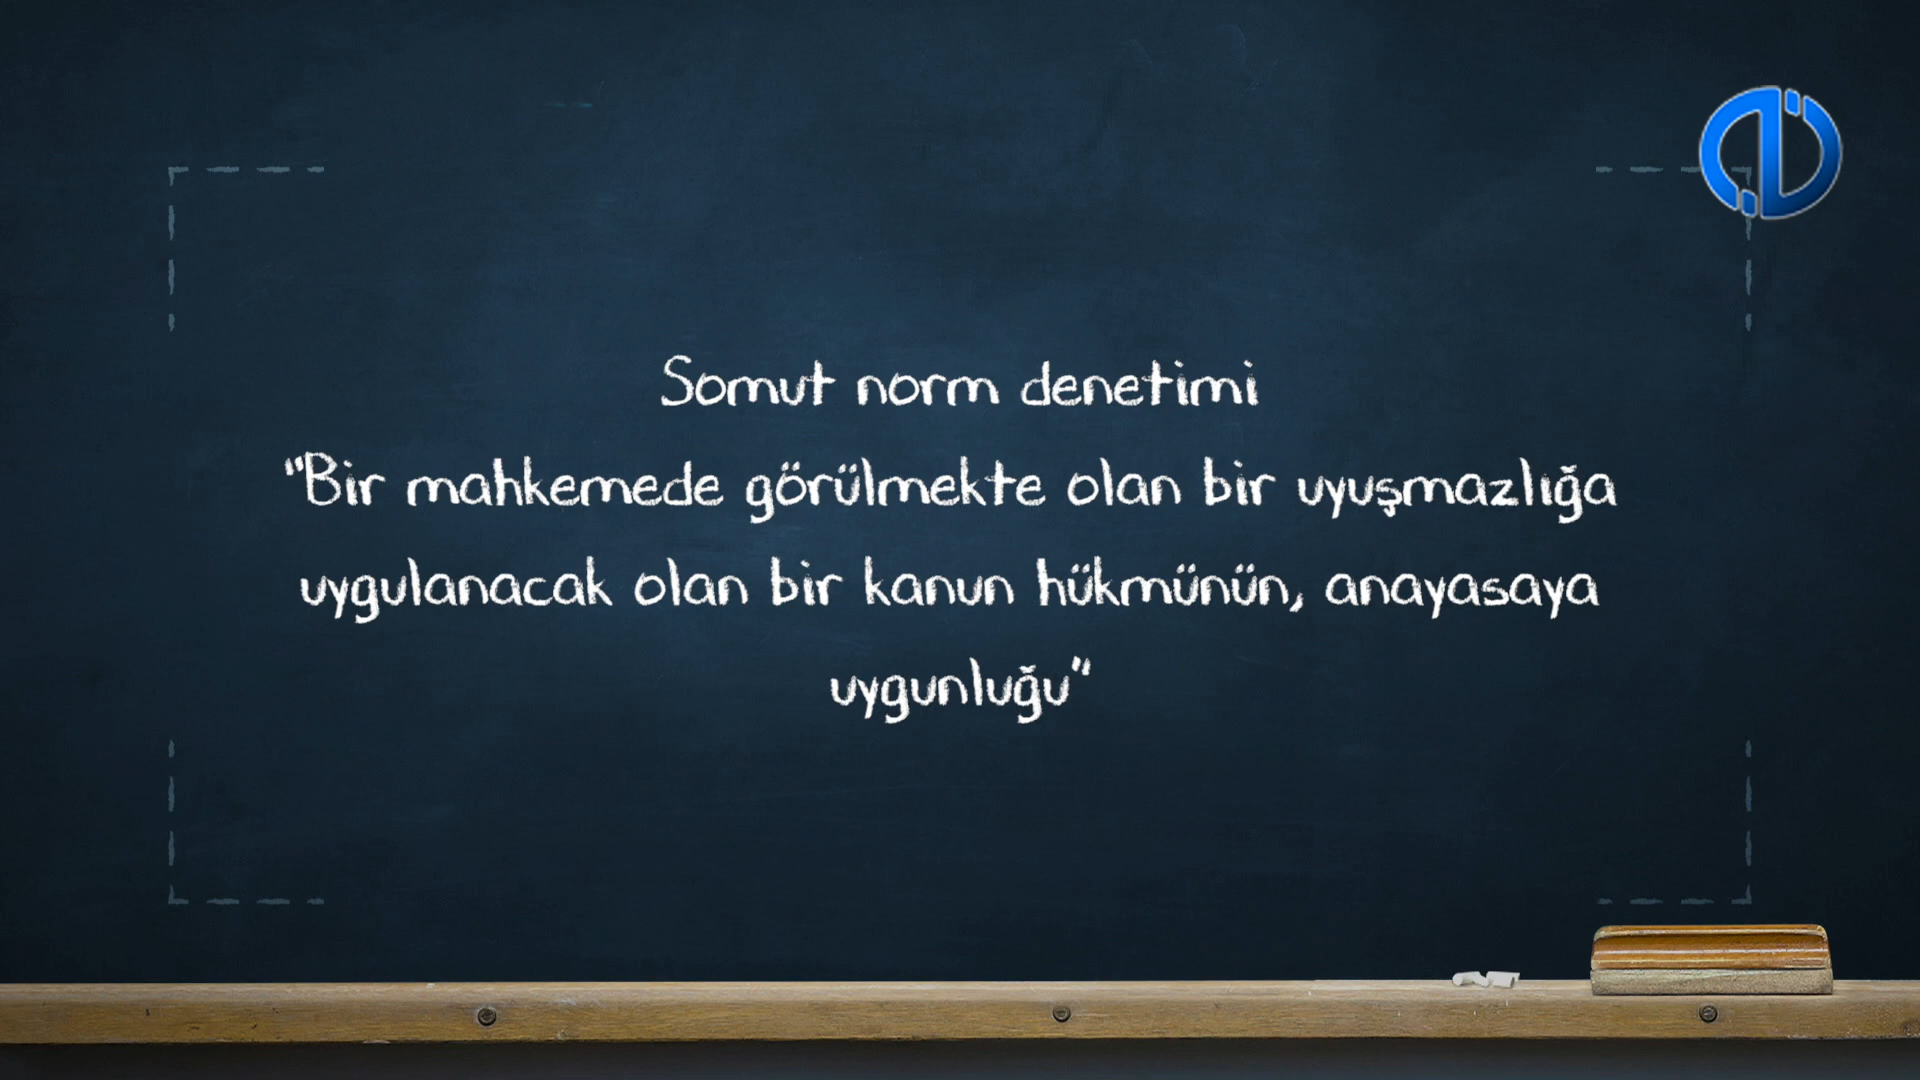 Somut norm denetimi
"Bir mahkemede görülmekte olan bir uyuşmazlığa
uygulanacak olan bir kanun hükmünün, anayasaya
uygunluğu"